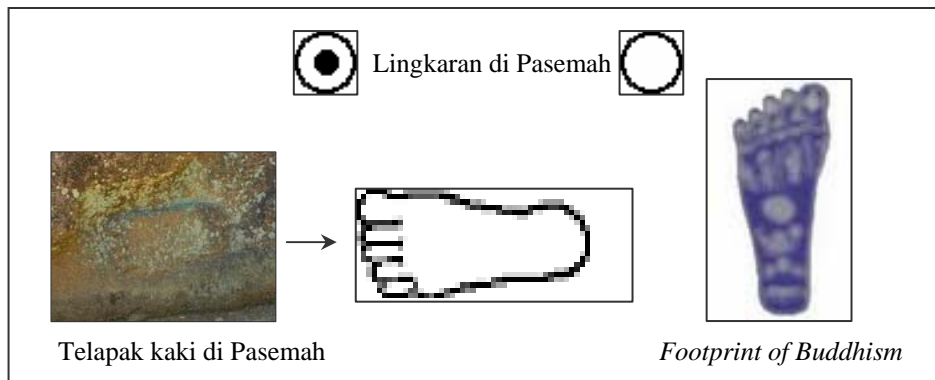 Lingkaran di Pasemah
Telapak kaki di Pasemah
Footprint of Buddhism